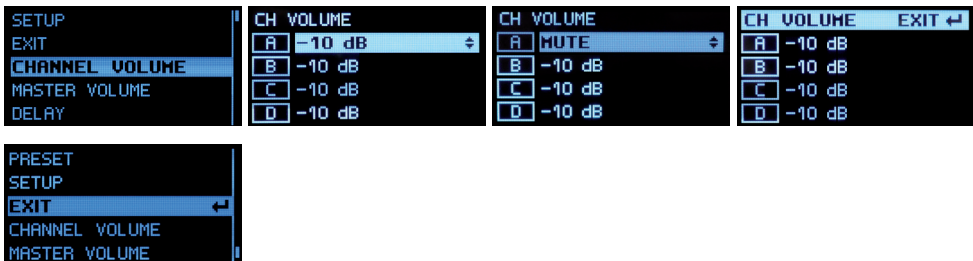 SETUP
EXIT
CHANNEL VOLUME
MASTER VOLUME
DELAY
CH VOLUME
A -10 dB
B -10 dB
C -10 dB
D -10 dB
CH VOLUME
A MUTE
B -10 dB
C -10 dB
D -10 dB
CH VOLUME EXIT ↵
A -10 dB
B -10 dB
C -10 dB
D -10 dB
PRESET
SETUP
EXIT ↵
CHANNEL VOLUME
MASTER VOLUME